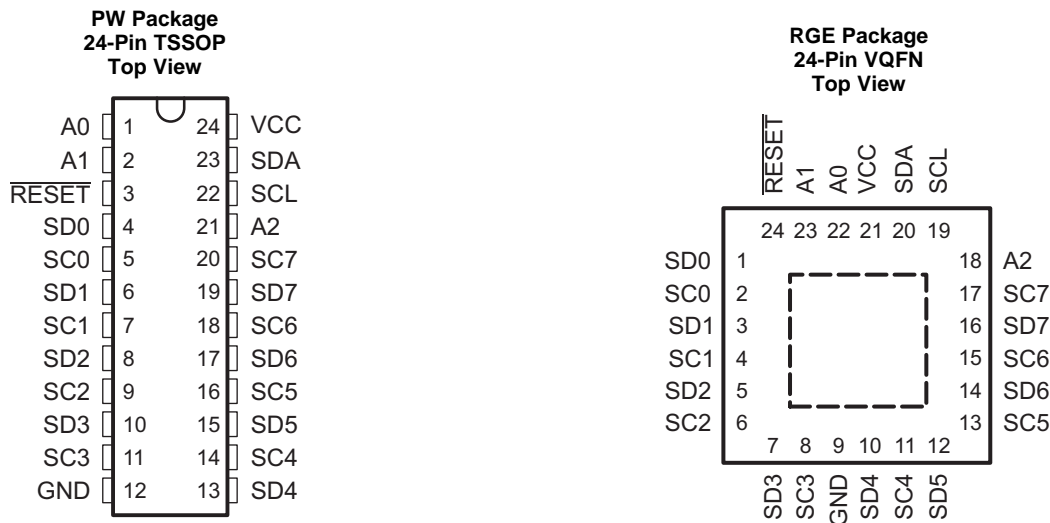 PW Package
24-Pin TSSOP
Top View
A0 1 24 VCC
A1 2 23 SDA
RESET 3 22 SCL
SD0 4 21 A2
SC0 5 20 SC7
SD1 6 19 SD7
SC1 7 18 SC6
SD2 8 17 SD6
SC2 9 16 SC5
SD3 10 15 SD5
SC3 11 14 SC4
GND 12 13 SD4
RGE Package
24-Pin VQFN
Top View
RESET A1 A0 VCC SDA SCL
24 23 22 21 20 19
SD0 1 18 A2
SC0 2 17 SC7
SD1 3 16 SD7
SC1 4 15 SC6
SD2 5 14 SD6
SC2 6 13 SC5
7 8 9 10 11 12
SD3 SC3 GND SD4 SC4 SD5